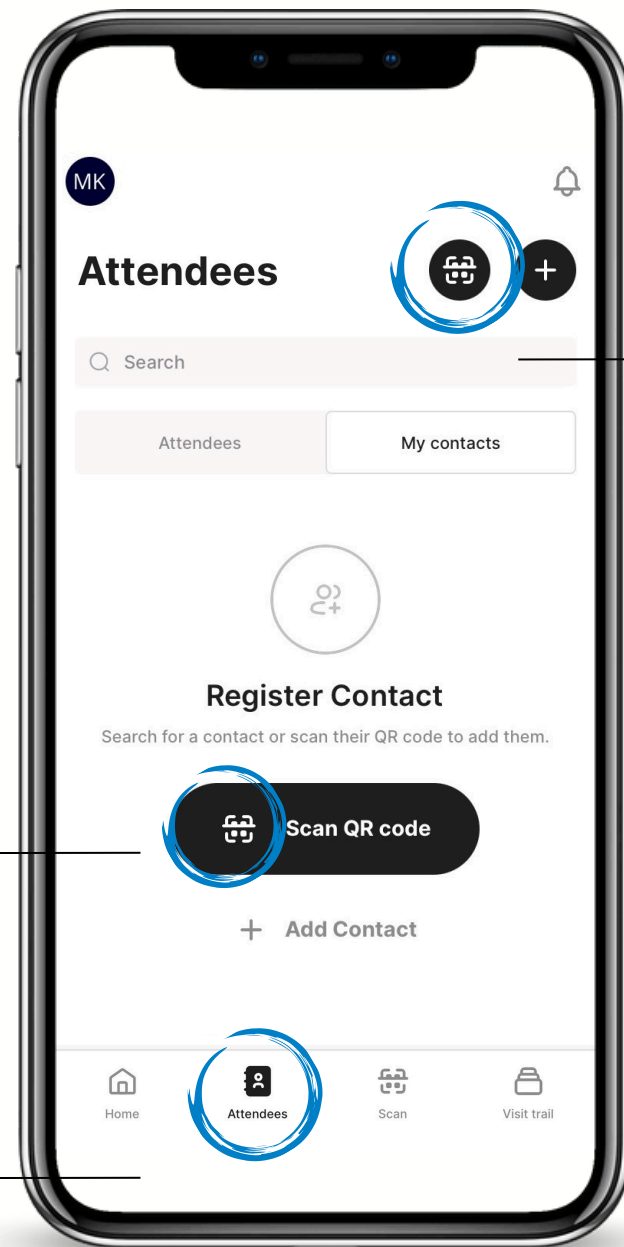 MK
Attendees
Search
Attendees
My contacts
Register Contact
Search for a contact or scan their QR code to add them.
Scan QR code
+ Add Contact
Home
Attendees
Scan
Visit trail